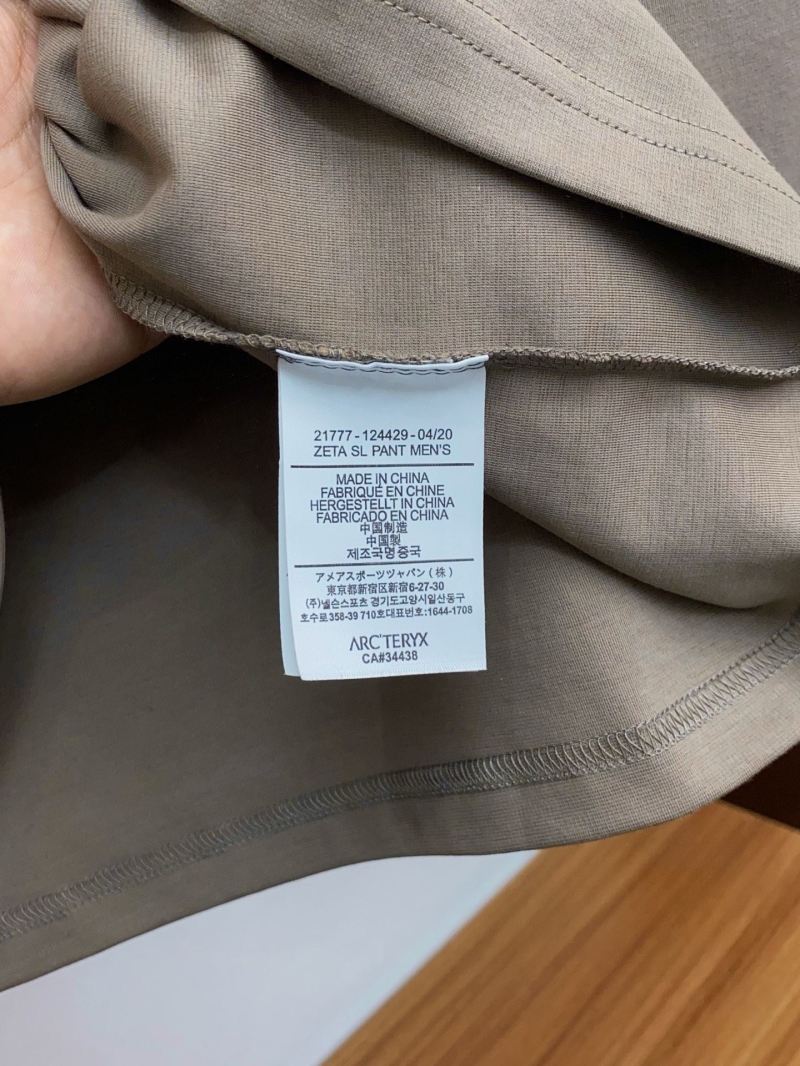 21777-124429-04/20
ZETA SL PANT MEN'S
MADE IN CHINA
FABRIQUÉ EN CHINE
HERGESTELLT IN CHINA
FABRICADO EN CHINA
中国制造
中国製
제조국명중국
アメアスポーツジャパン(株)
東京都新宿区新宿6-27-30
(주)넬슨스포츠 경기도고양시일산동구
호수로358-39 710호대표번호:1644-1708
ARC'TERYX
CA#34438